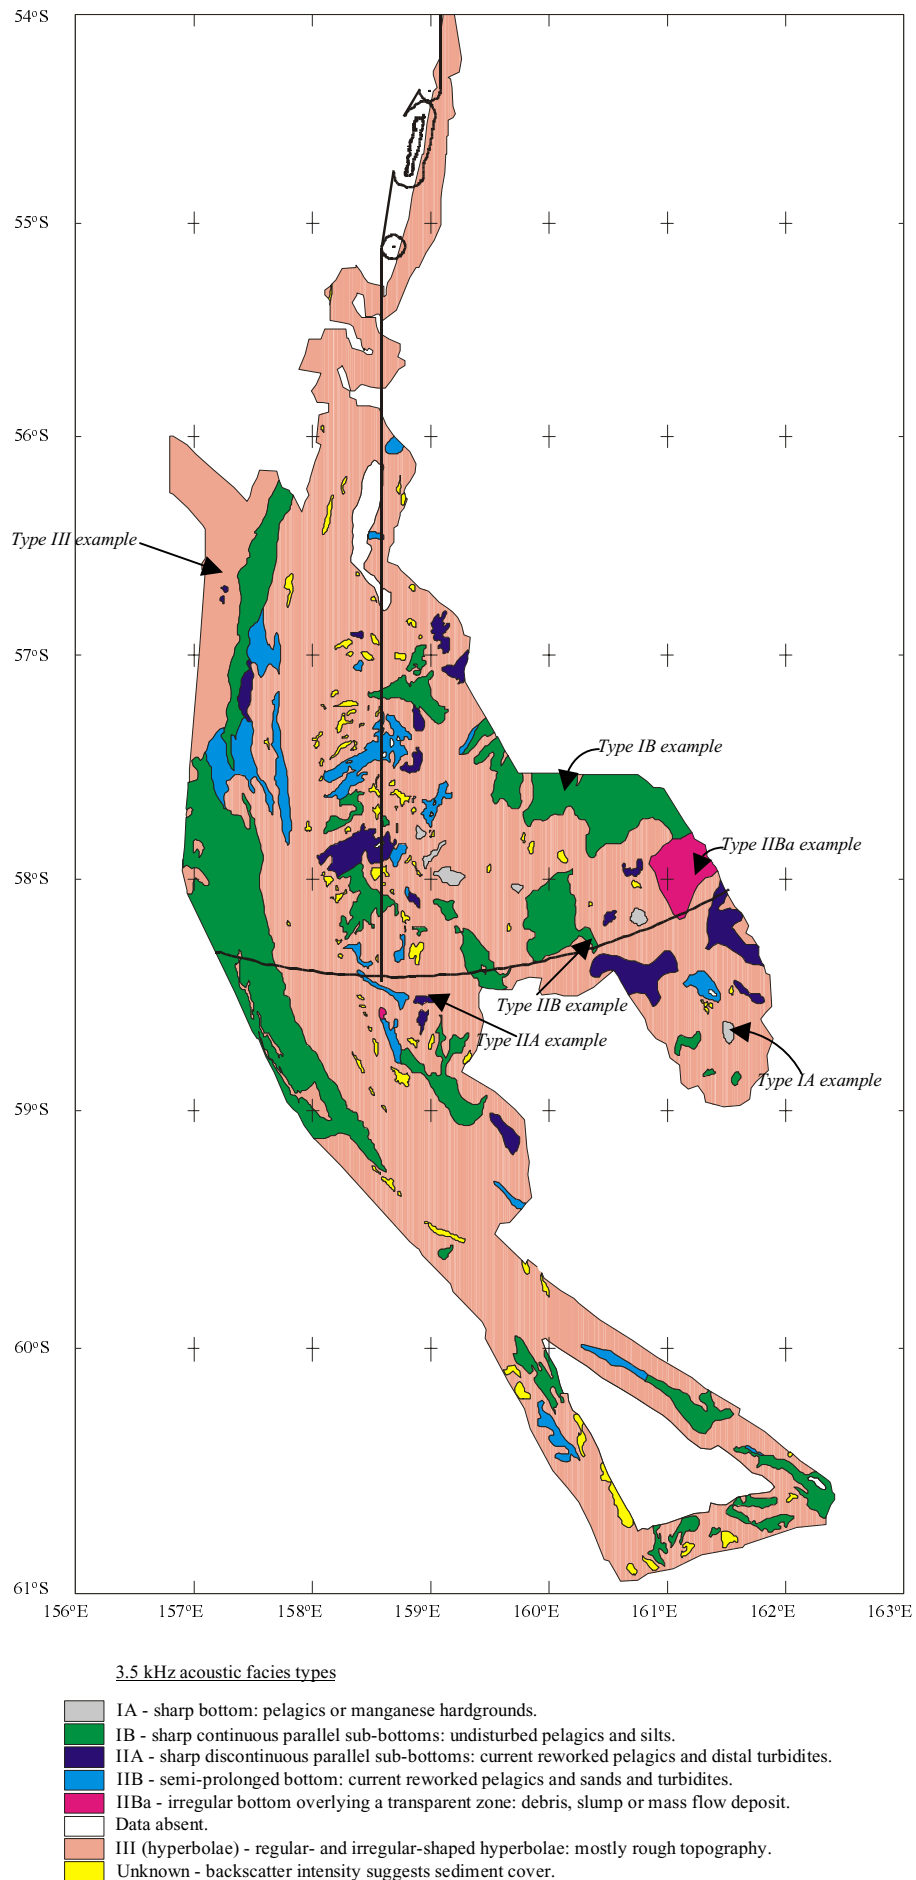 54°S
55°S
56°S
Type III example
57°S
Type IB example
Type IIBa example
58°S
Type IIB example
Type IIA example
Type IA example
59°S
60°S
61°S
156°E 157°E 158°E 159°E 160°E 161°E 162°E 163°E
3.5 kHz acoustic facies types
IA - sharp bottom: pelagics or manganese hardgrounds.
IB - sharp continuous parallel sub-bottoms: undisturbed pelagics and silts.
IIA - sharp discontinuous parallel sub-bottoms: current reworked pelagics and distal turbidites.
IIB - semi-prolonged bottom: current reworked pelagics and sands and turbidites.
IIBa - irregular bottom overlying a transparent zone: debris, slump or mass flow deposit.
Data absent.
III (hyperbolae) - regular- and irregular-shaped hyperbolae: mostly rough topography.
Unknown - backscatter intensity suggests sediment cover.